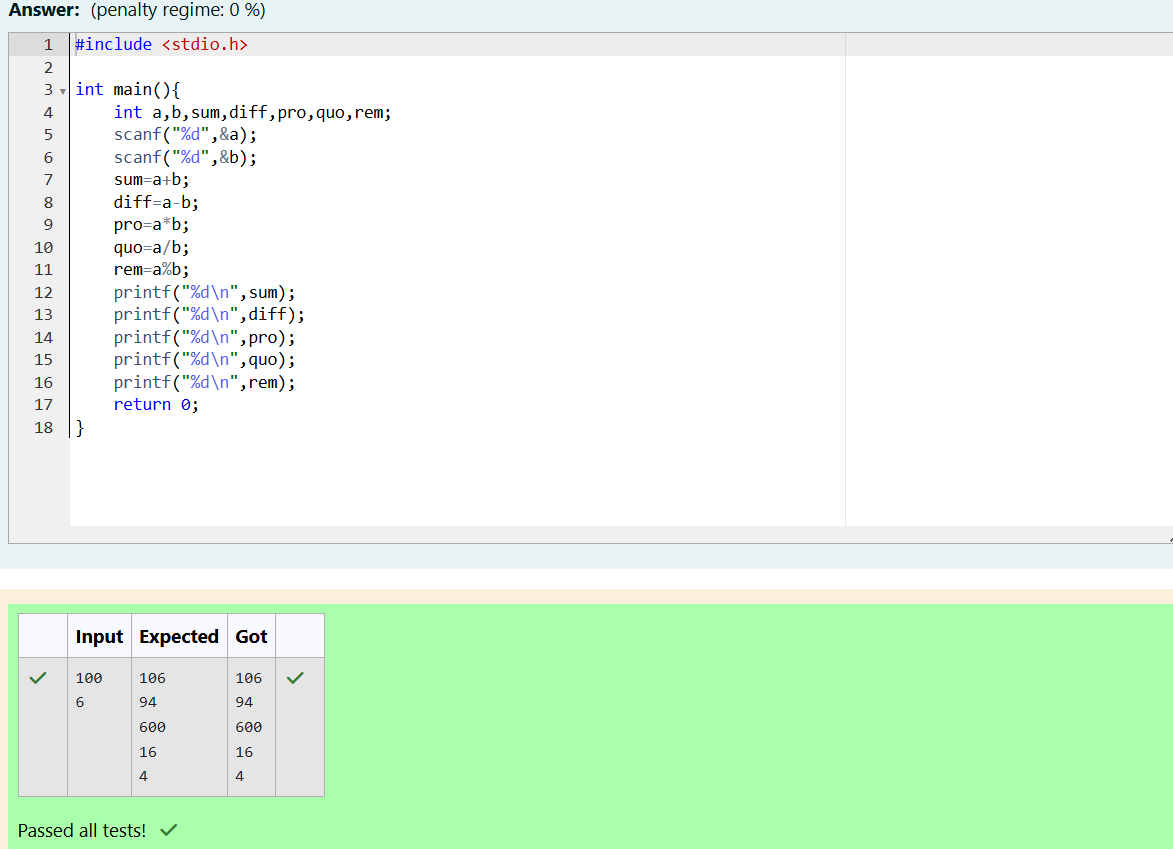 Answer: (penalty regime: 0 %)
1 #include <stdio.h>
2
3 int main(){
4 int a,b,sum,diff,pro,quo,rem;
5 scanf("%d",&a);
6 scanf("%d",&b);
7 sum=a+b;
8 diff=a-b;
9 pro=a*b;
10 quo=a/b;
11 rem=a%b;
12 printf("%d\n",sum);
13 printf("%d\n",diff);
14 printf("%d\n",pro);
15 printf("%d\n",quo);
16 printf("%d\n",rem);
17 return 0;
18 }
Input Expected Got
100 106 106
6 94 94
600 600
16 16
4 4
Passed all tests!